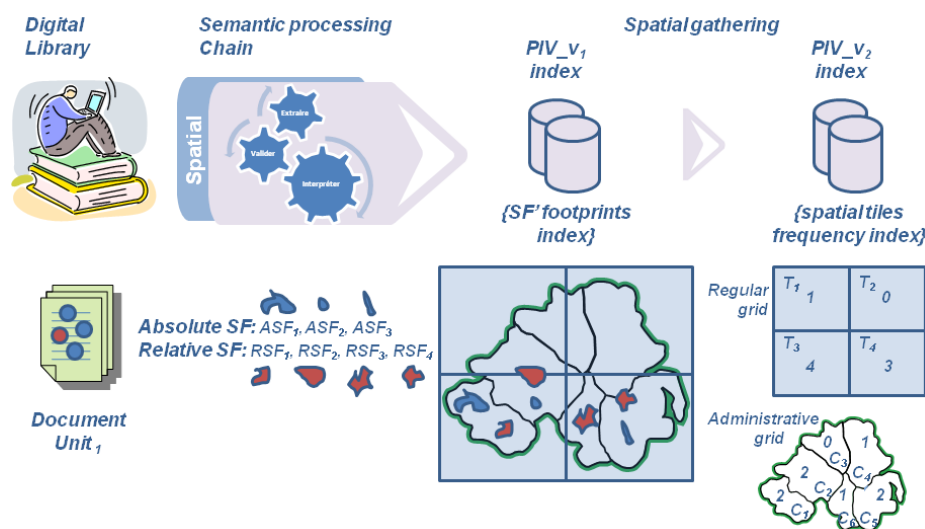 Digital
Library
Semantic processing
Chain
Spatial gathering
PIV_v1
index
PIV_v2
index
Spatial
Extraire
Valider
Interpréter
{SF' footprints
index}
{spatial tiles
frequency index}
Absolute SF: ASF1, ASF2, ASF3
Relative SF: RSF1, RSF2, RSF3, RSF4
Document
Unit 1
Regular
grid
T1 1
T2 0
T3 4
T4 3
Administrative
grid
0 1
C3
C4
2 C2 1 2
2 C1
C6 C5